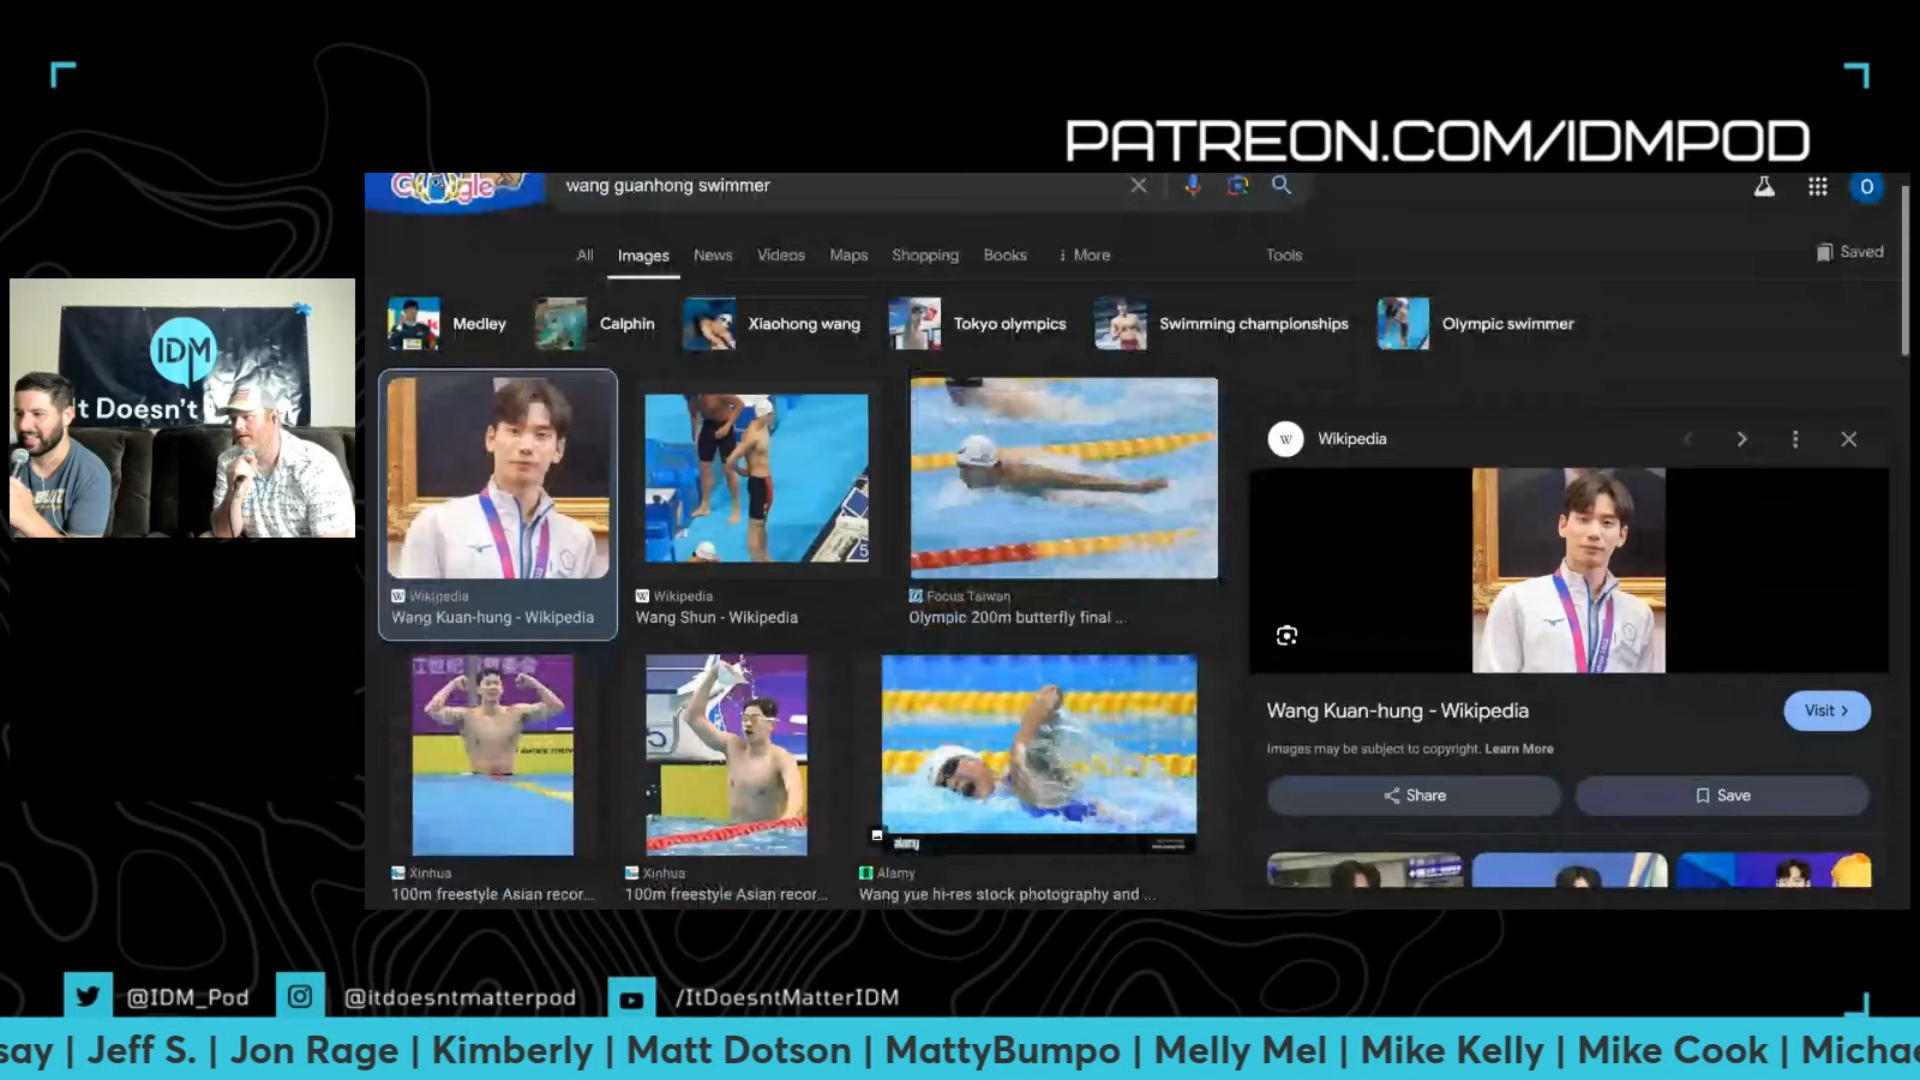 PATREON.COM/IDMPOD
Google
wang guanhong swimmer
O
All
Images
News
Videos
Maps
Shopping
Books
More
Tools
Saved
Medley
Calphin
Xiaohong wang
Tokyo olympics
Swimming championships
Olympic swimmer
IDM
It Doesn't
W Wikipedia
Wang Kuan-hung - Wikipedia
W Wikipedia
Wang Shun - Wikipedia
5
Focus Taiwan
Olympic 200m butterfly final ...
W Wikipedia
Wang Kuan-hung - Wikipedia
Visit
Images may be subject to copyright. Learn More
Share
Save
Xinhua
100m freestyle Asian recor...
Xinhua
100m freestyle Asian recor...
alamy
Alamy
Wang yue hi-res stock photography and ...
@IDM_Pod
@itdoesntmatterpod
/ItDoesntMatterIDM
say | Jeff S. | Jon Rage | Kimberly | Matt Dotson | MattyBumpo | Melly Mel | Mike Kelly | Mike Cook | Micha